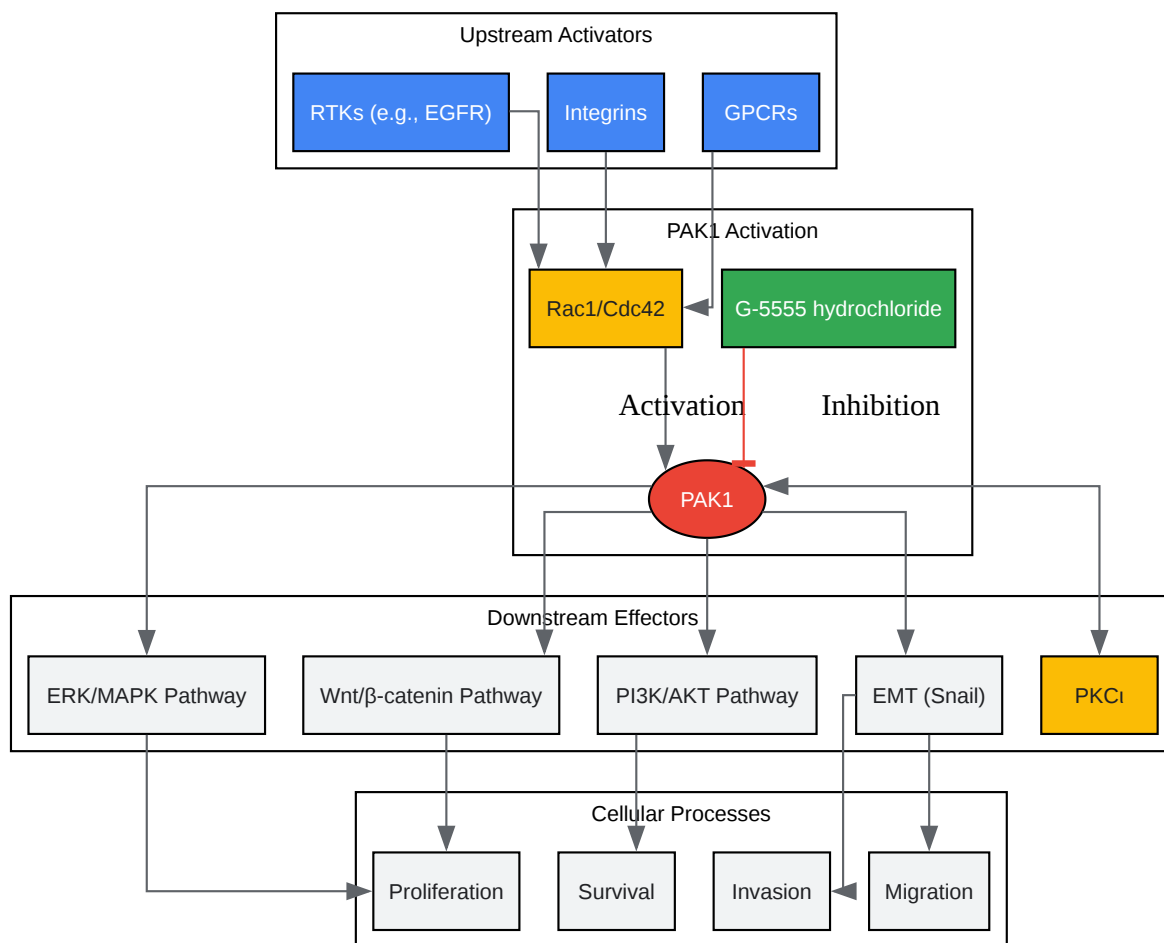 Upstream Activators
RTKs (e.g., EGFR)
Integrins
GPCRs
PAK1 Activation
Rac1/Cdc42
G-5555 hydrochloride
Activation
Inhibition
PAK1
Downstream Effectors
ERK/MAPK Pathway
Wnt/β-catenin Pathway
PI3K/AKT Pathway
EMT (Snail)
PKCι
Cellular Processes
Proliferation
Survival
Invasion
Migration